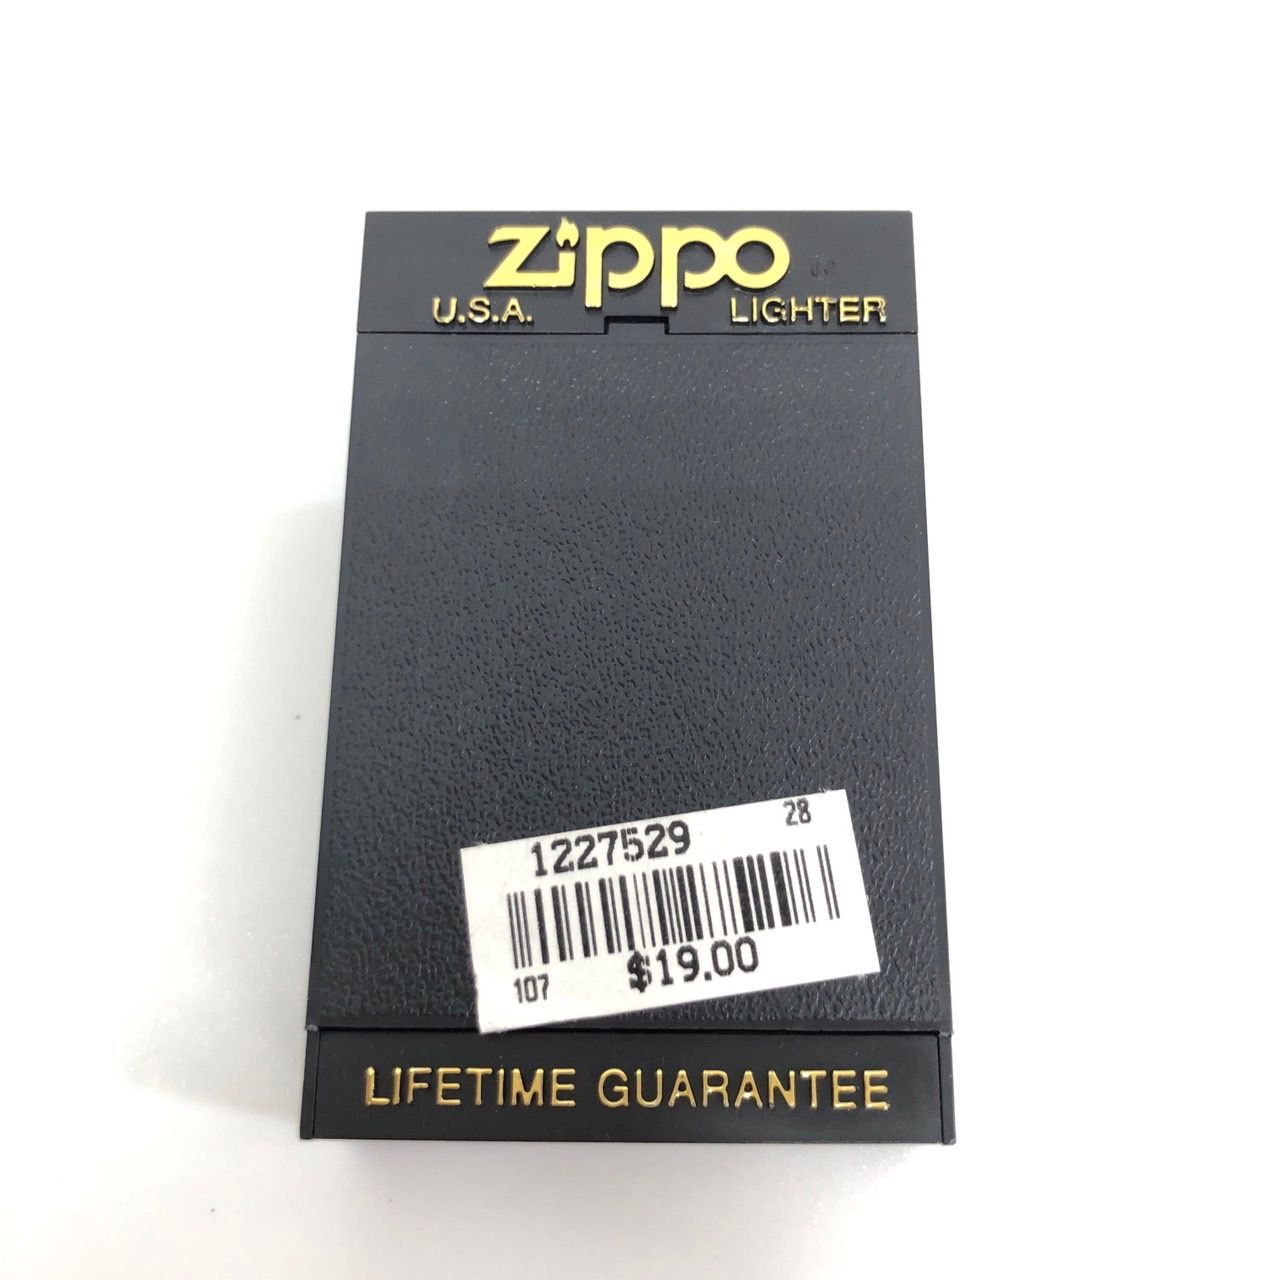 Zippo
U.S.A. LIGHTER
1227529 28
107 $19.00
LIFETIME GUARANTEE